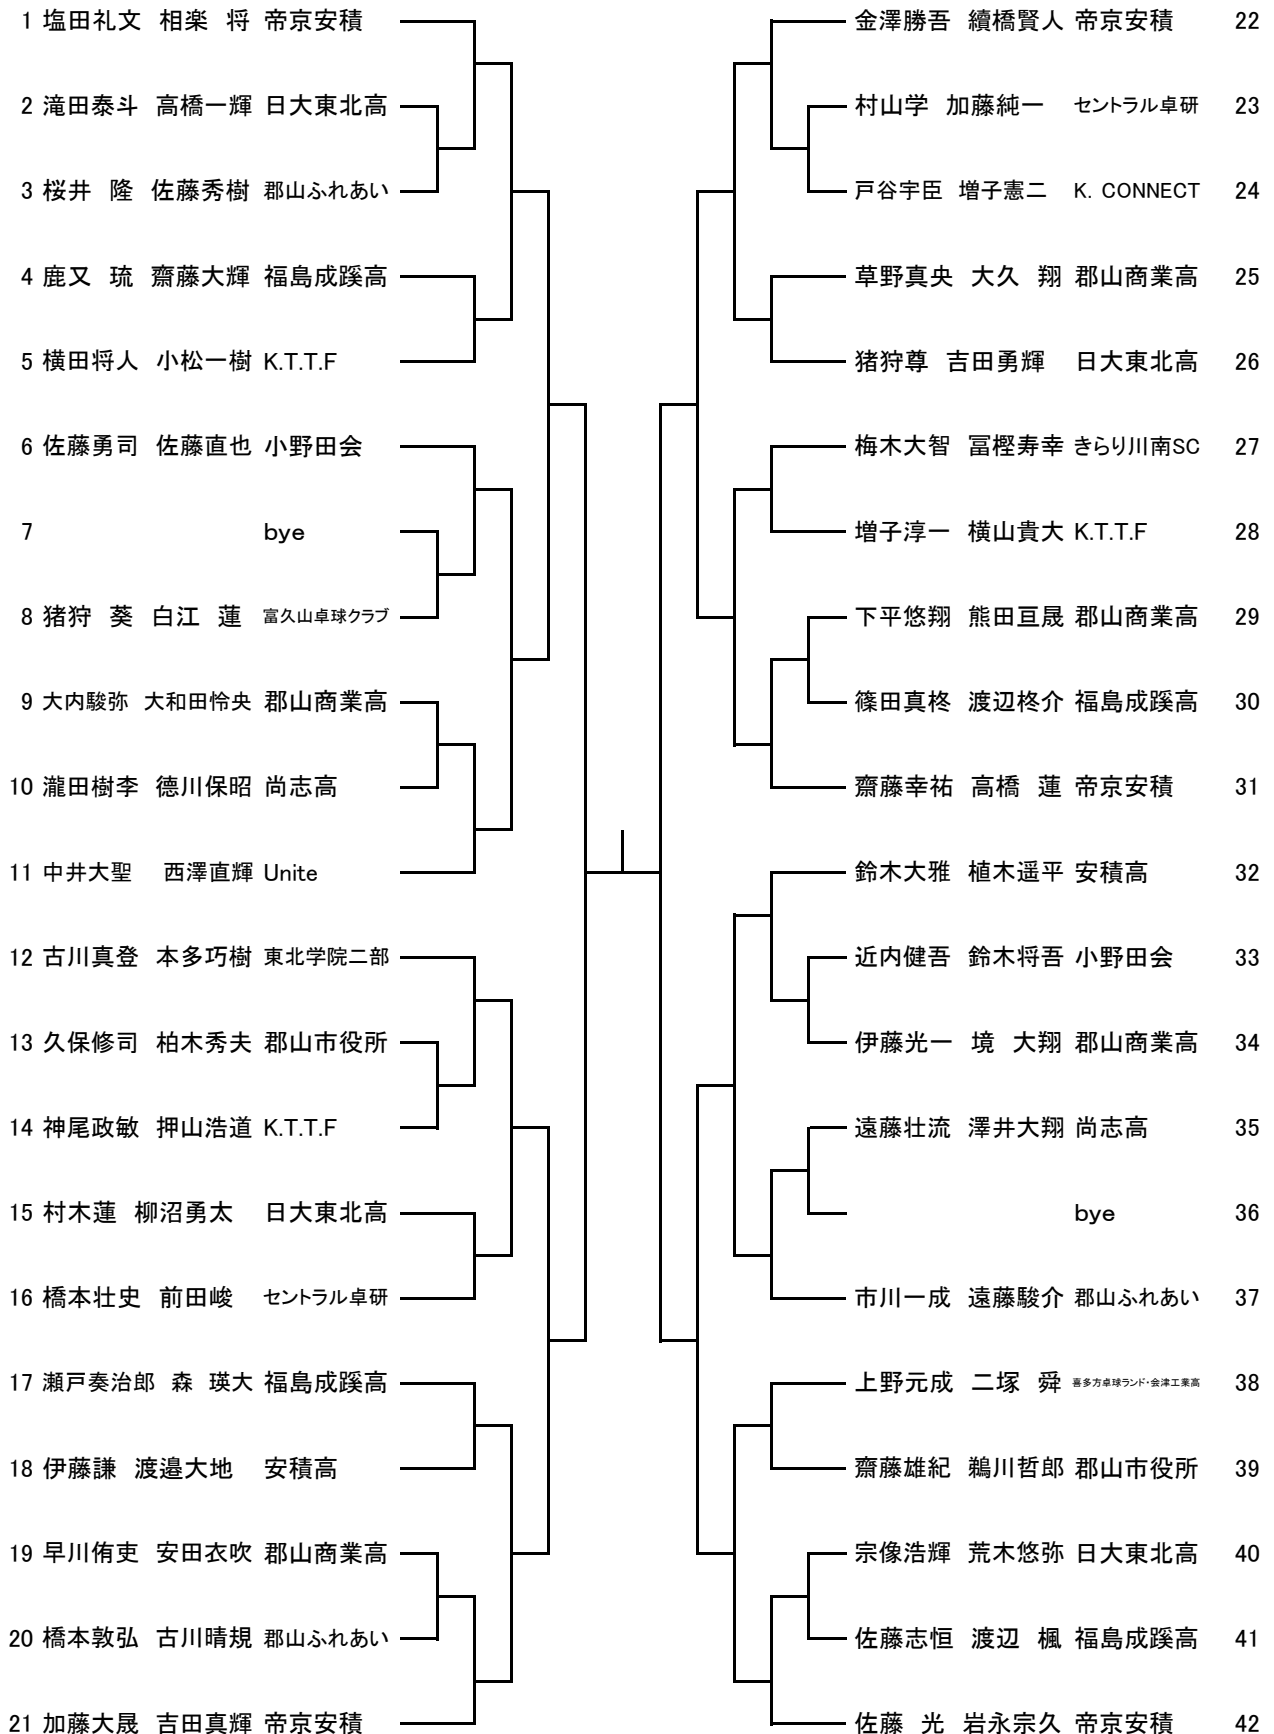 1 塩田礼文 相楽 将 帝京安積
2 滝田泰斗 高橋一輝 日大東北高
3 桜井 隆 佐藤秀樹 郡山ふれあい
4 鹿又 琉 齋藤大輝 福島成蹊高
5 横田将人 小松一樹 K.T.T.F
6 佐藤勇司 佐藤直也 小野田会
7 bye
8 猪狩 葵 白江 蓮 富久山卓球クラブ
9 大内駿弥 大和田怜央 郡山商業高
10 瀧田樹李 德川保昭 尚志高
11 中井大聖 西澤直輝 Unite
12 古川真登 本多巧樹 東北学院二部
13 久保修司 柏木秀夫 郡山市役所
14 神尾政敏 押山浩道 K.T.T.F
15 村木蓮 柳沼勇太 日大東北高
16 橋本壮史 前田峻 セントラル卓研
17 瀬戸奏治郎 森 瑛大 福島成蹊高
18 伊藤謙 渡邉大地 安積高
19 早川侑吏 安田衣吹 郡山商業高
20 橋本敦弘 古川晴規 郡山ふれあい
21 加藤大晟 吉田真輝 帝京安積
金澤勝吾 續橋賢人 帝京安積 22
村山学 加藤純一 セントラル卓研 23
戸谷宇臣 増子憲二 K. CONNECT 24
草野真央 大久 翔 郡山商業高 25
猪狩尊 吉田勇輝 日大東北高 26
梅木大智 冨樫寿幸 きらり川南SC 27
増子淳一 横山貴大 K.T.T.F 28
下平悠翔 熊田亘晟 郡山商業高 29
篠田真柊 渡辺柊介 福島成蹊高 30
齋藤幸祐 高橋 蓮 帝京安積 31
鈴木大雅 植木遥平 安積高 32
近内健吾 鈴木将吾 小野田会 33
伊藤光一 境 大翔 郡山商業高 34
遠藤壮流 澤井大翔 尚志高 35
bye 36
市川一成 遠藤駿介 郡山ふれあい 37
上野元成 二塚 舜 喜多方卓球ランド・会津工業高 38
齋藤雄紀 鵜川哲郎 郡山市役所 39
宗像浩輝 荒木悠弥 日大東北高 40
佐藤志恒 渡辺 楓 福島成蹊高 41
佐藤 光 岩永宗久 帝京安積 42